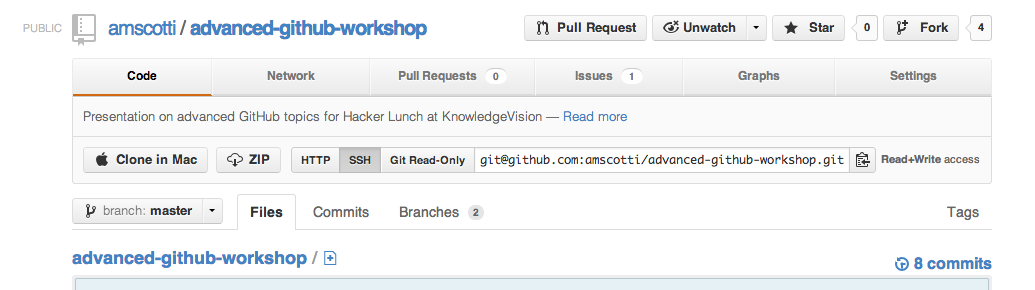 PUBLIC amscotti / advanced-github-workshop Pull Request Unwatch Star 0 Fork 4
Code Network Pull Requests 0 Issues 1 Graphs Settings
Presentation on advanced GitHub topics for Hacker Lunch at KnowledgeVision — Read more
Clone in Mac ZIP HTTP SSH Git Read-Only git@github.com:amscotti/advanced-github-workshop.git Read+Write access
branch: master Files Commits Branches 2 Tags
advanced-github-workshop / 8 commits